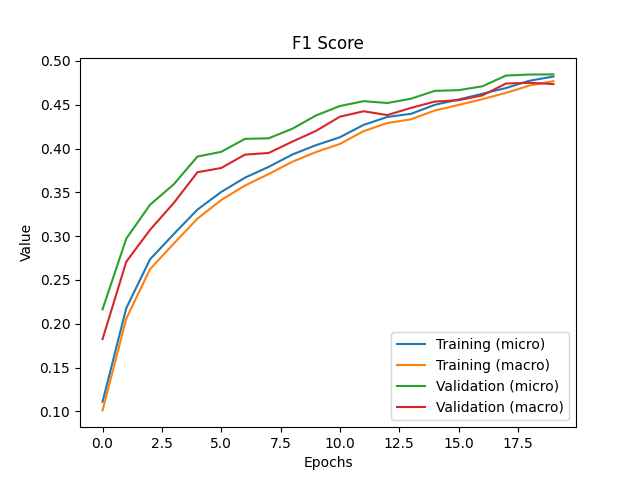 F1 Score
Value
0.50
0.45
0.40
0.35
0.30
0.25
0.20
0.15
0.10
0.0 2.5 5.0 7.5 10.0 12.5 15.0 17.5
Epochs
Training (micro)
Training (macro)
Validation (micro)
Validation (macro)